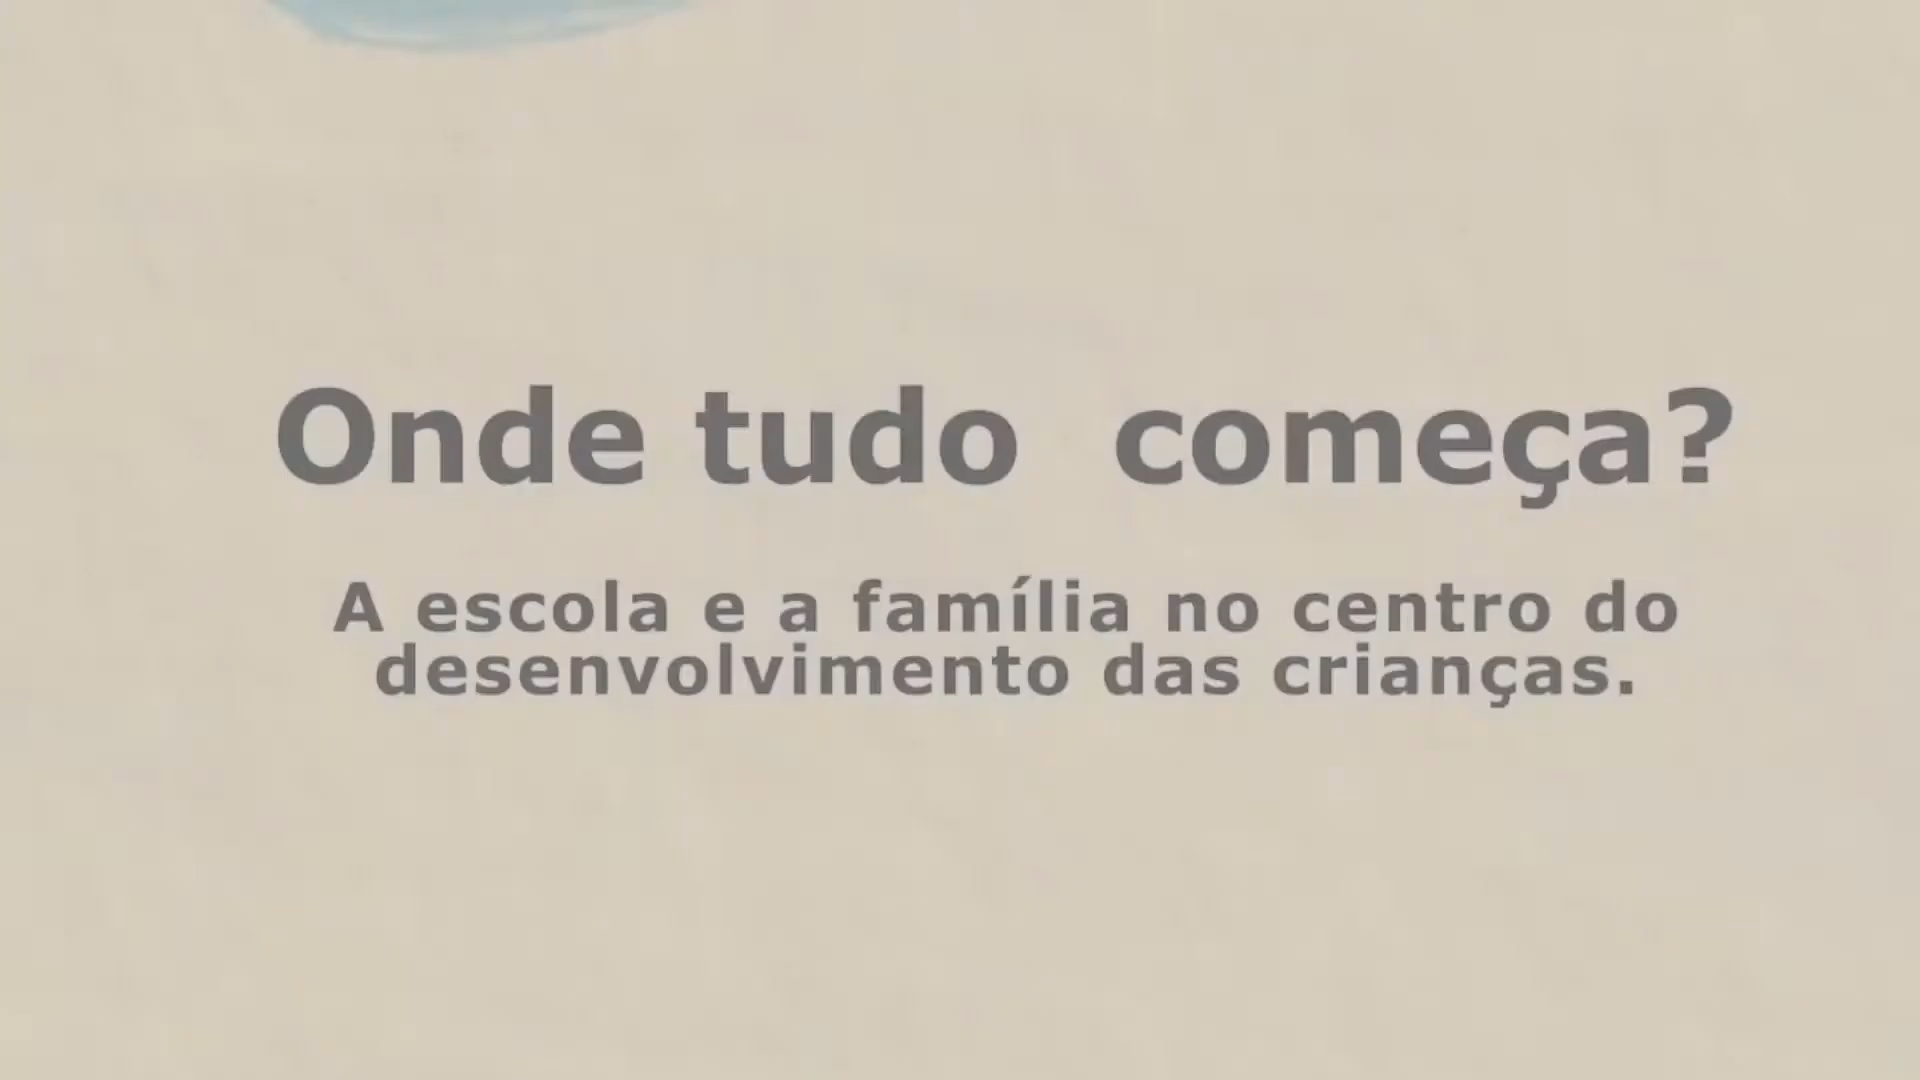 Onde tudo começa?
A escola e a família no centro do
desenvolvimento das crianças.